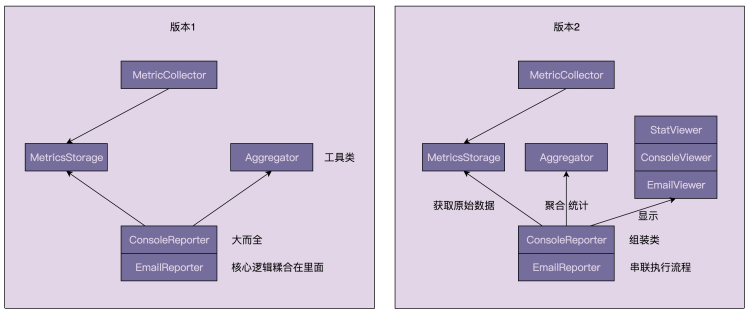 版本1
MetricCollector
MetricsStorage
Aggregator
工具类
ConsoleReporter
大而全
EmailReporter
核心逻辑糅合在里面
版本2
MetricCollector
StatViewer
MetricsStorage
Aggregator
ConsoleViewer
EmailViewer
获取原始数据
聚合 统计
显示
ConsoleReporter
组装类
EmailReporter
串联执行流程